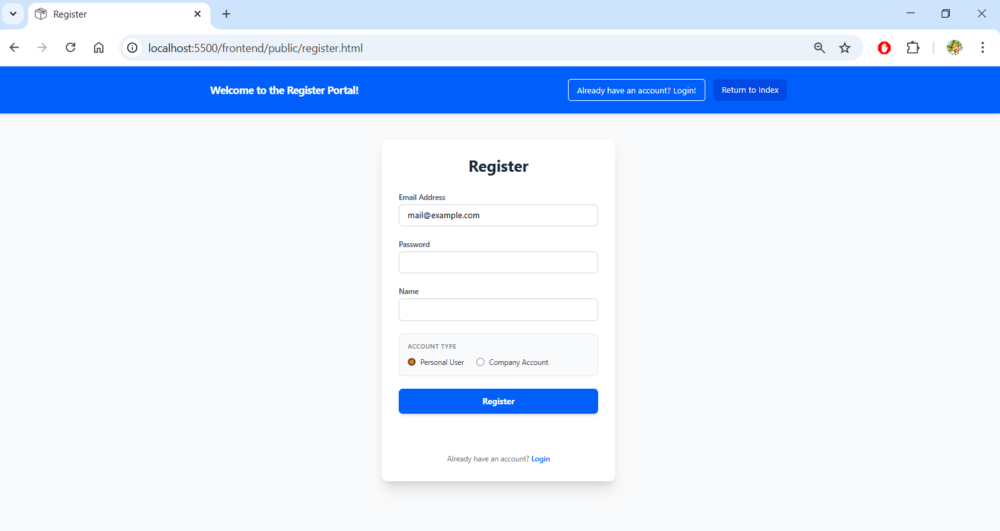 Register
localhost:5500/frontend/public/register.html
Welcome to the Register Portal!
Already have an account? Login!
Return to Index
Register
Email Address
mail@example.com
Password
Name
ACCOUNT TYPE
Personal User
Company Account
Register
Already have an account? Login